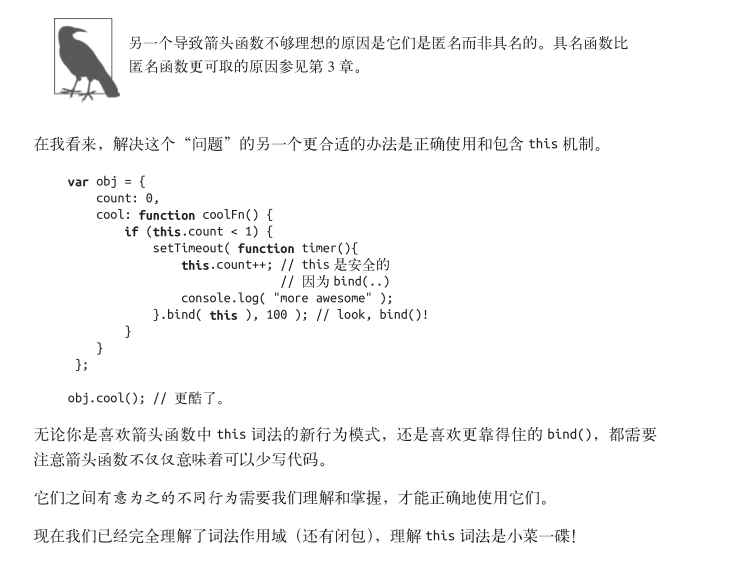 另一个导致箭头函数不够理想的原因是它们是匿名而非具名的。具名函数比
匿名函数更可取的原因参见第 3 章。
在我看来，解决这个“问题”的另一个更合适的办法是正确使用和包含 this 机制。
var obj = {
    count: 0,
    cool: function coolFn() {
        if (this.count < 1) {
            setTimeout( function timer(){
                this.count++; // this 是安全的
                              // 因为 bind(..)
                console.log( "more awesome" );
            }.bind( this ), 100 ); // look, bind()!
        }
    }
 };
obj.cool(); // 更酷了。
无论你是喜欢箭头函数中 this 词法的新行为模式，还是喜欢更靠得住的 bind()，都需要
注意箭头函数不仅仅意味着可以少写代码。
它们之间有意为之的不同行为需要我们理解和掌握，才能正确地使用它们。
现在我们已经完全理解了词法作用域（还有闭包），理解 this 词法是小菜一碟！